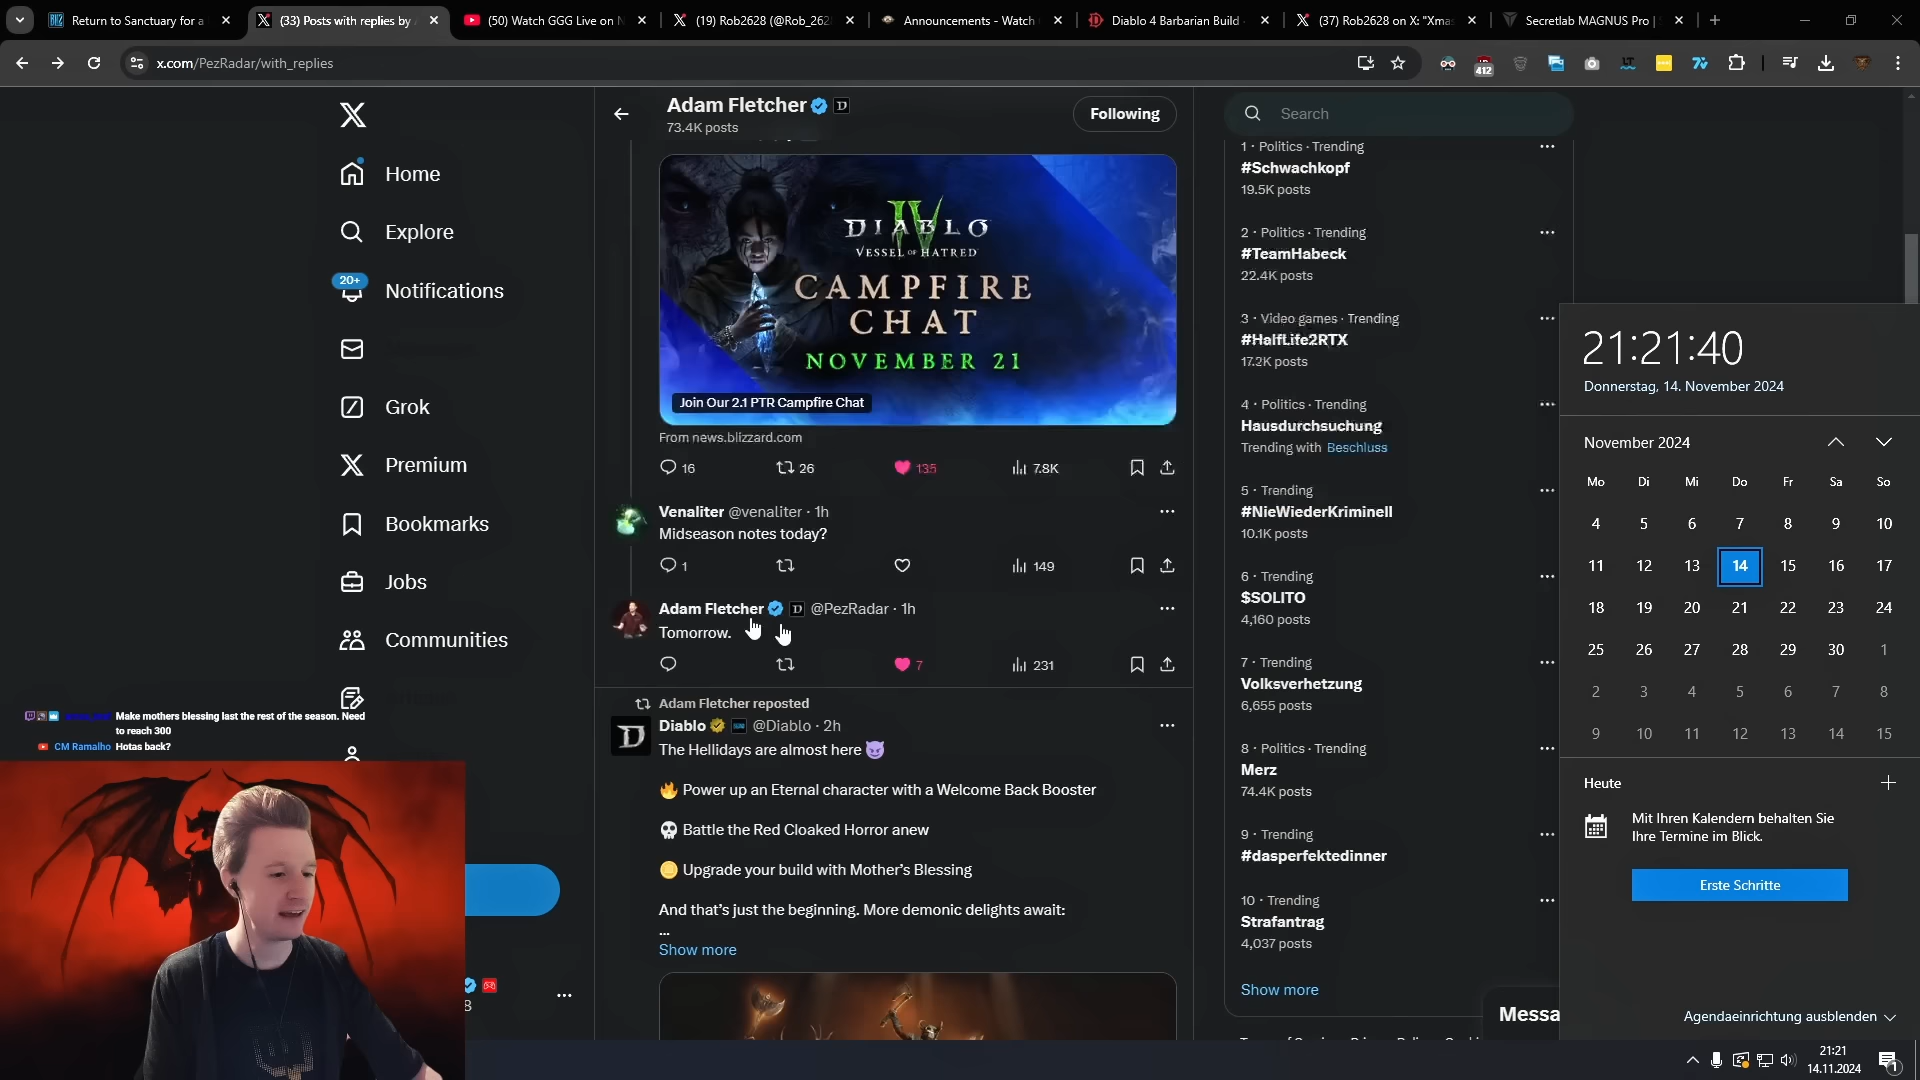 Return to Sanctuary for a
(33) Posts with replies by A
(50) Watch GGG Live on N
(19) Rob2628 (@Rob_262
Announcements - Watch
Diablo 4 Barbarian Build -
(37) Rob2628 on X: "Xma
Secretlab MAGNUS Pro |
x.com/PezRadar/with_replies
412
Home
Explore
20+
Notifications
Grok
Premium
Bookmarks
Jobs
Communities
Make mothers blessing last the rest of the season. Need
to reach 300
CM Ramalho Hotas back?
8
Adam Fletcher
73.4K posts
Following
DIABLO
IV
VESSEL OF HATRED
CAMPFIRE
CHAT
NOVEMBER 21
Join Our 2.1 PTR Campfire Chat
From news.blizzard.com
16
26
135
7.8K
Venaliter @venaliter · 1h
Midseason notes today?
1
149
Adam Fletcher @PezRadar · 1h
Tomorrow.
7
231
Adam Fletcher reposted
Diablo @Diablo · 2h
The Hellidays are almost here 😈
🔥 Power up an Eternal character with a Welcome Back Booster
💀 Battle the Red Cloaked Horror anew
🪙 Upgrade your build with Mother's Blessing
And that's just the beginning. More demonic delights await:
...
Show more
Search
1 · Politics · Trending
#Schwachkopf
19.5K posts
2 · Politics · Trending
#TeamHabeck
22.4K posts
3 · Video games · Trending
#HalfLife2RTX
17.2K posts
4 · Politics · Trending
Hausdurchsuchung
Trending with Beschluss
5 · Trending
#NieWiederKriminell
10.1K posts
6 · Trending
$SOLITO
4,160 posts
7 · Trending
Volksverhetzung
6,655 posts
8 · Politics · Trending
Merz
74.4K posts
9 · Trending
#dasperfektedinner
10 · Trending
Strafantrag
4,037 posts
Show more
Messa
21:21:40
Donnerstag, 14. November 2024
November 2024
Mo Di Mi Do Fr Sa So
4 5 6 7 8 9 10
11 12 13 14 15 16 17
18 19 20 21 22 23 24
25 26 27 28 29 30 1
2 3 4 5 6 7 8
9 10 11 12 13 14 15
Heute
Mit Ihren Kalendern behalten Sie
Ihre Termine im Blick.
Erste Schritte
Agendaeinrichtung ausblenden
21:21
14.11.2024
1